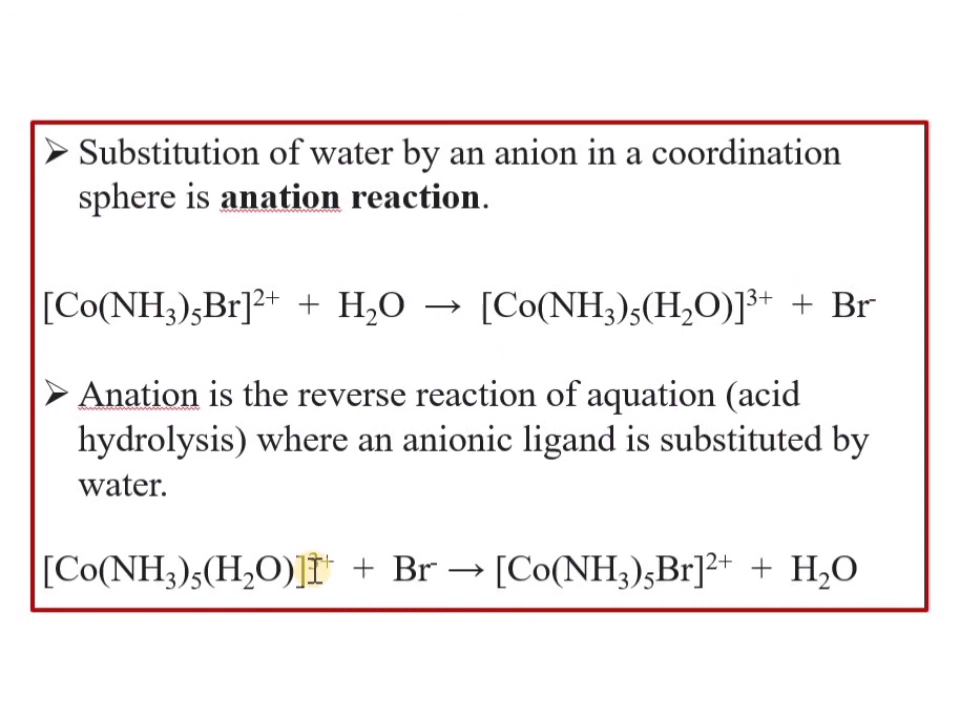 ➢ Substitution of water by an anion in a coordination
sphere is anation reaction.
[Co(NH₃)₅Br]²⁺ + H₂O → [Co(NH₃)₅(H₂O)]³⁺ + Br⁻
➢ Anation is the reverse reaction of aquation (acid
hydrolysis) where an anionic ligand is substituted by
water.
[Co(NH₃)₅(H₂O)]³⁺ + Br⁻ → [Co(NH₃)₅Br]²⁺ + H₂O